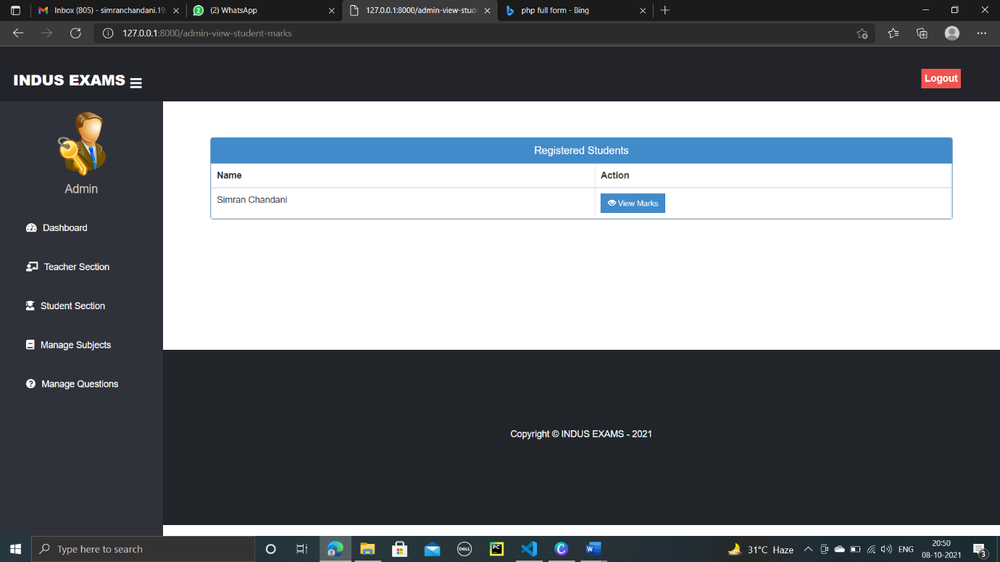 Inbox (805) - simranchandani.19
(2) WhatsApp
127.0.0.1:8000/admin-view-stude
php full form - Bing
127.0.0.1:8000/admin-view-student-marks
INDUS EXAMS
Logout
Admin
Dashboard
Teacher Section
Student Section
Manage Subjects
Manage Questions
Registered Students
Name Action
Simran Chandani View Marks
Copyright © INDUS EXAMS - 2021
Type here to search
DELL
PC
31°C Haze
ENG
20:50
08-10-2021
3